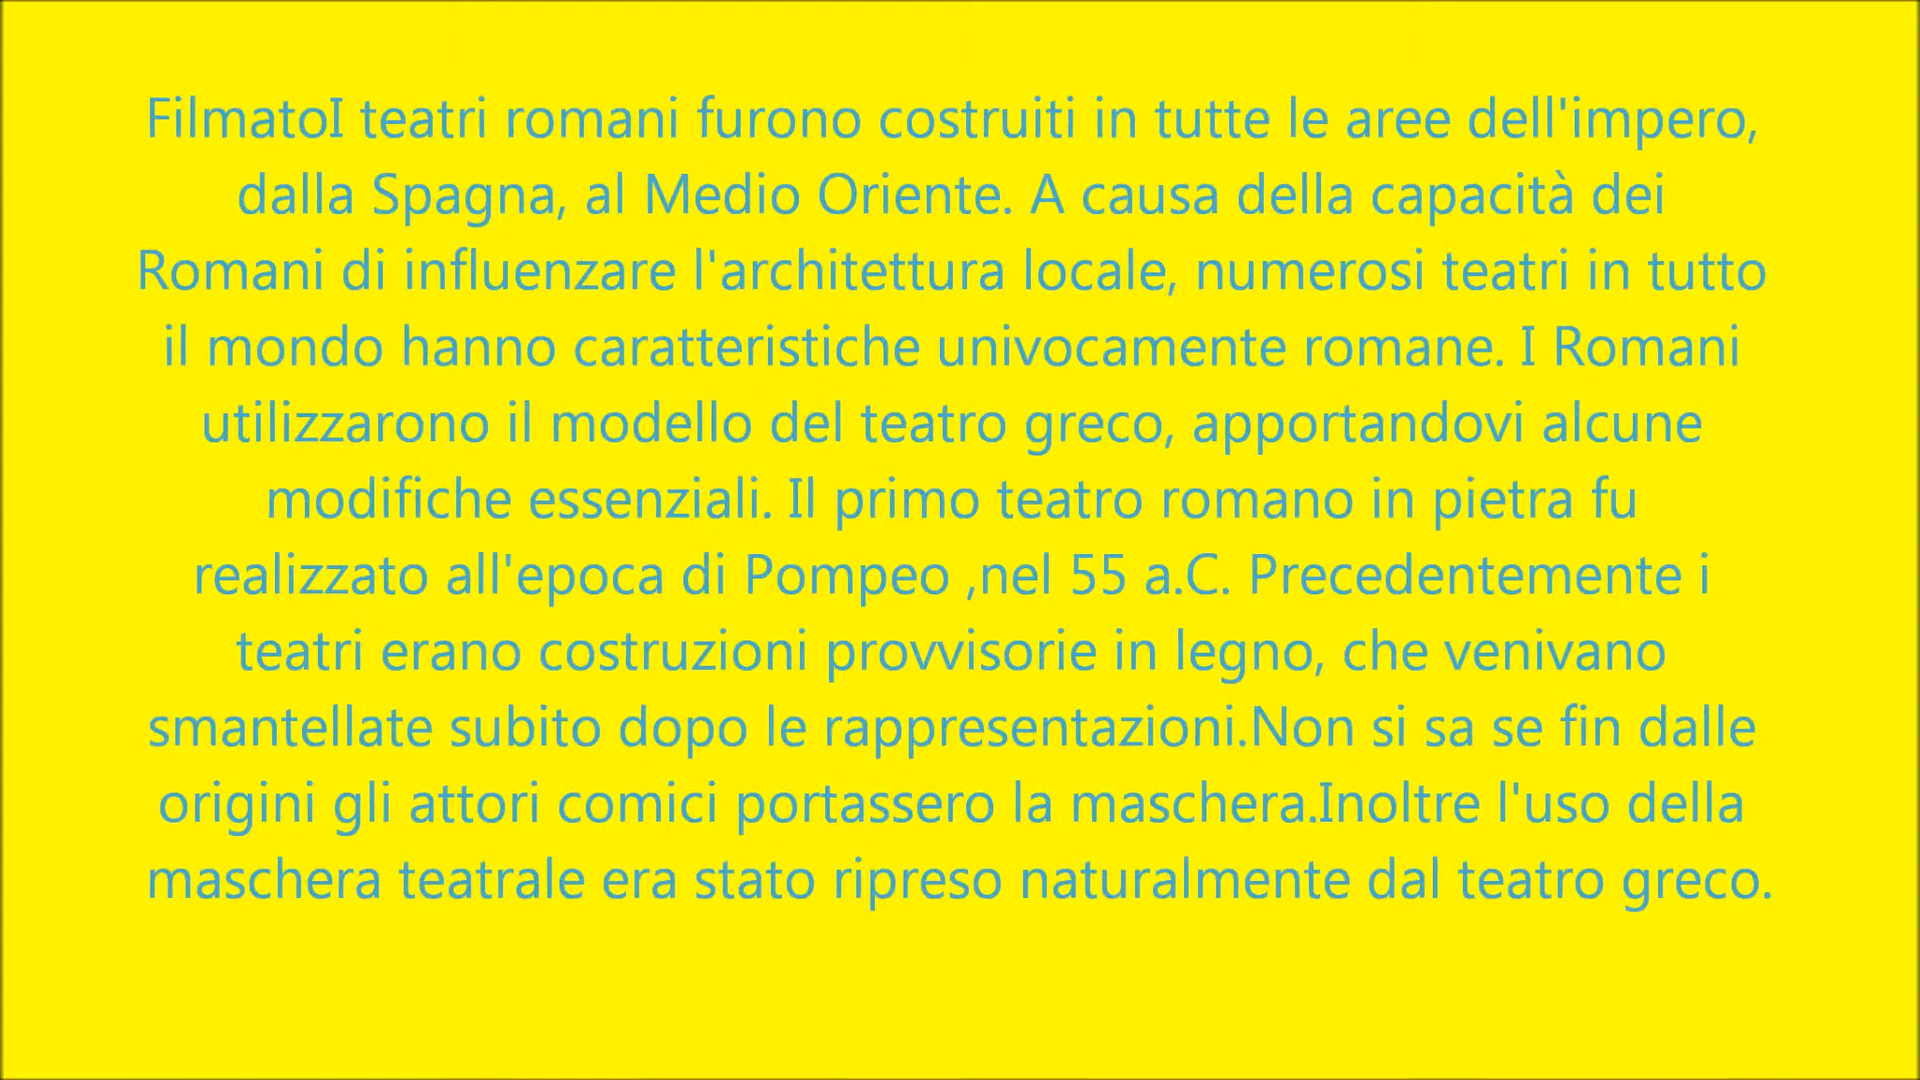 FilmatoI teatri romani furono costruiti in tutte le aree dell'impero,
dalla Spagna, al Medio Oriente. A causa della capacità dei
Romani di influenzare l'architettura locale, numerosi teatri in tutto
il mondo hanno caratteristiche univocamente romane. I Romani
utilizzarono il modello del teatro greco, apportandovi alcune
modifiche essenziali. Il primo teatro romano in pietra fu
realizzato all'epoca di Pompeo ,nel 55 a.C. Precedentemente i
teatri erano costruzioni provvisorie in legno, che venivano
smantellate subito dopo le rappresentazioni.Non si sa se fin dalle
origini gli attori comici portassero la maschera.Inoltre l'uso della
maschera teatrale era stato ripreso naturalmente dal teatro greco.